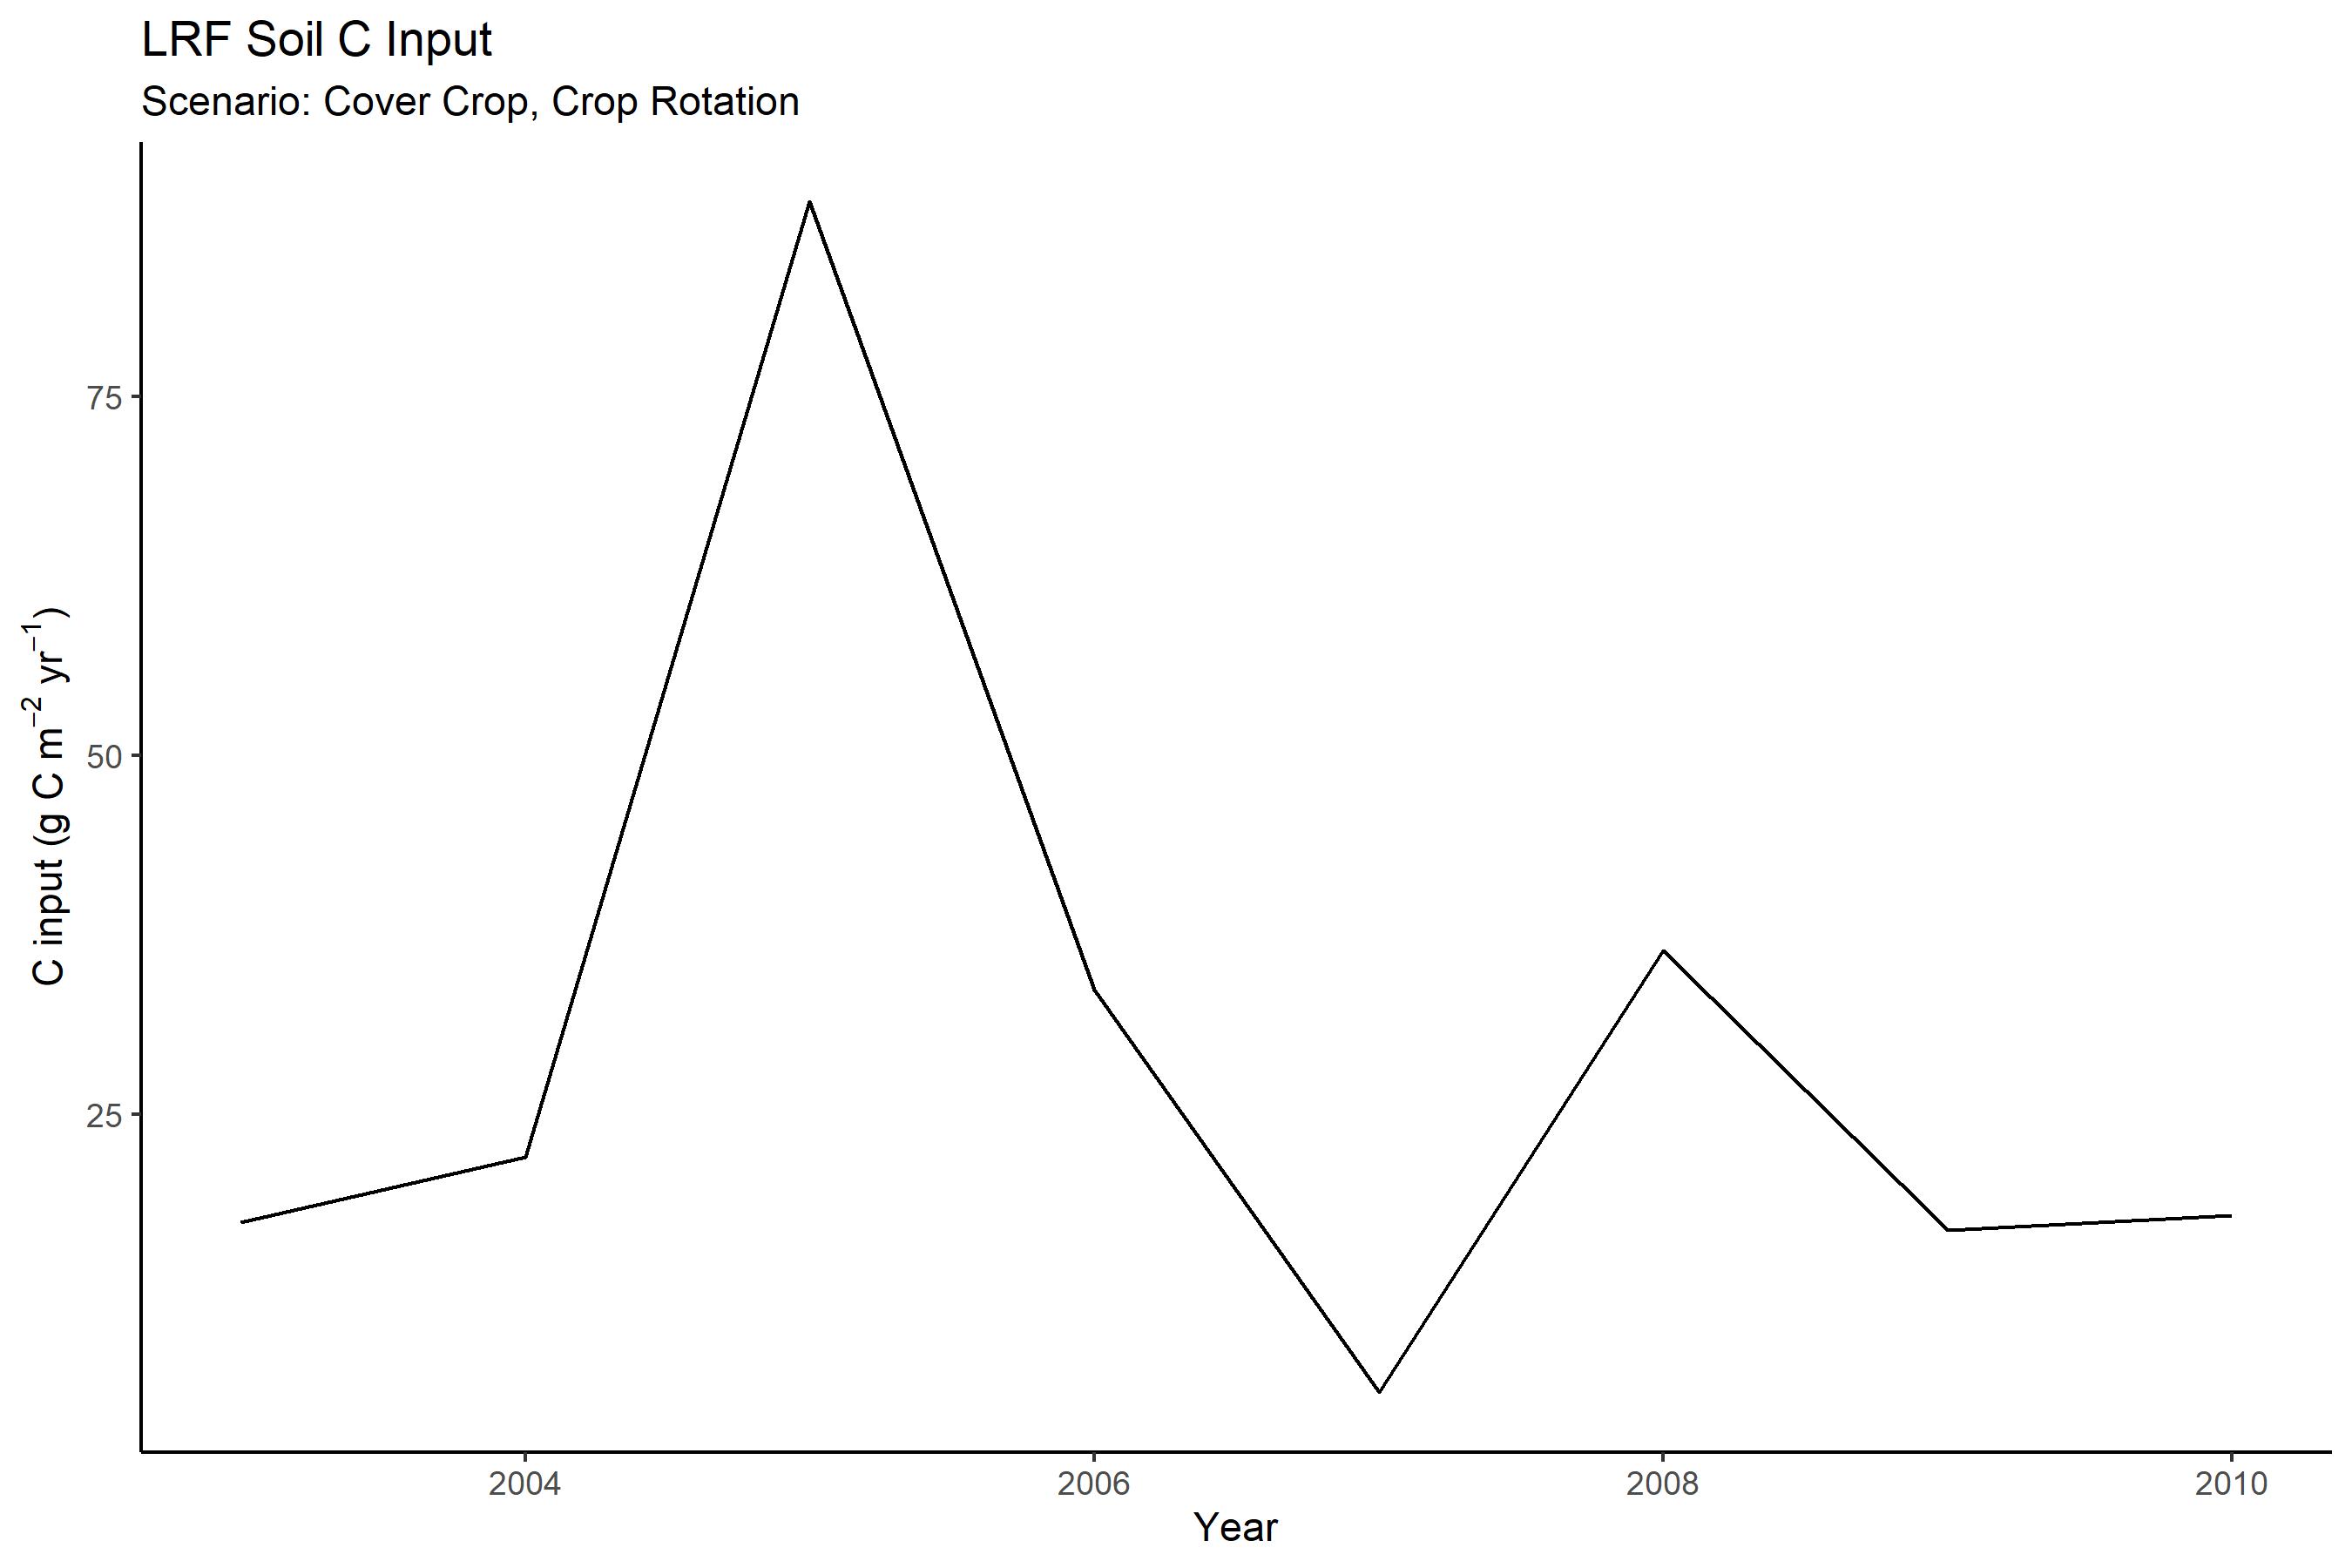 LRF Soil C Input
Scenario: Cover Crop, Crop Rotation
C input (g C m⁻² yr⁻¹)
75
50
25
2004 2006 2008 2010
Year